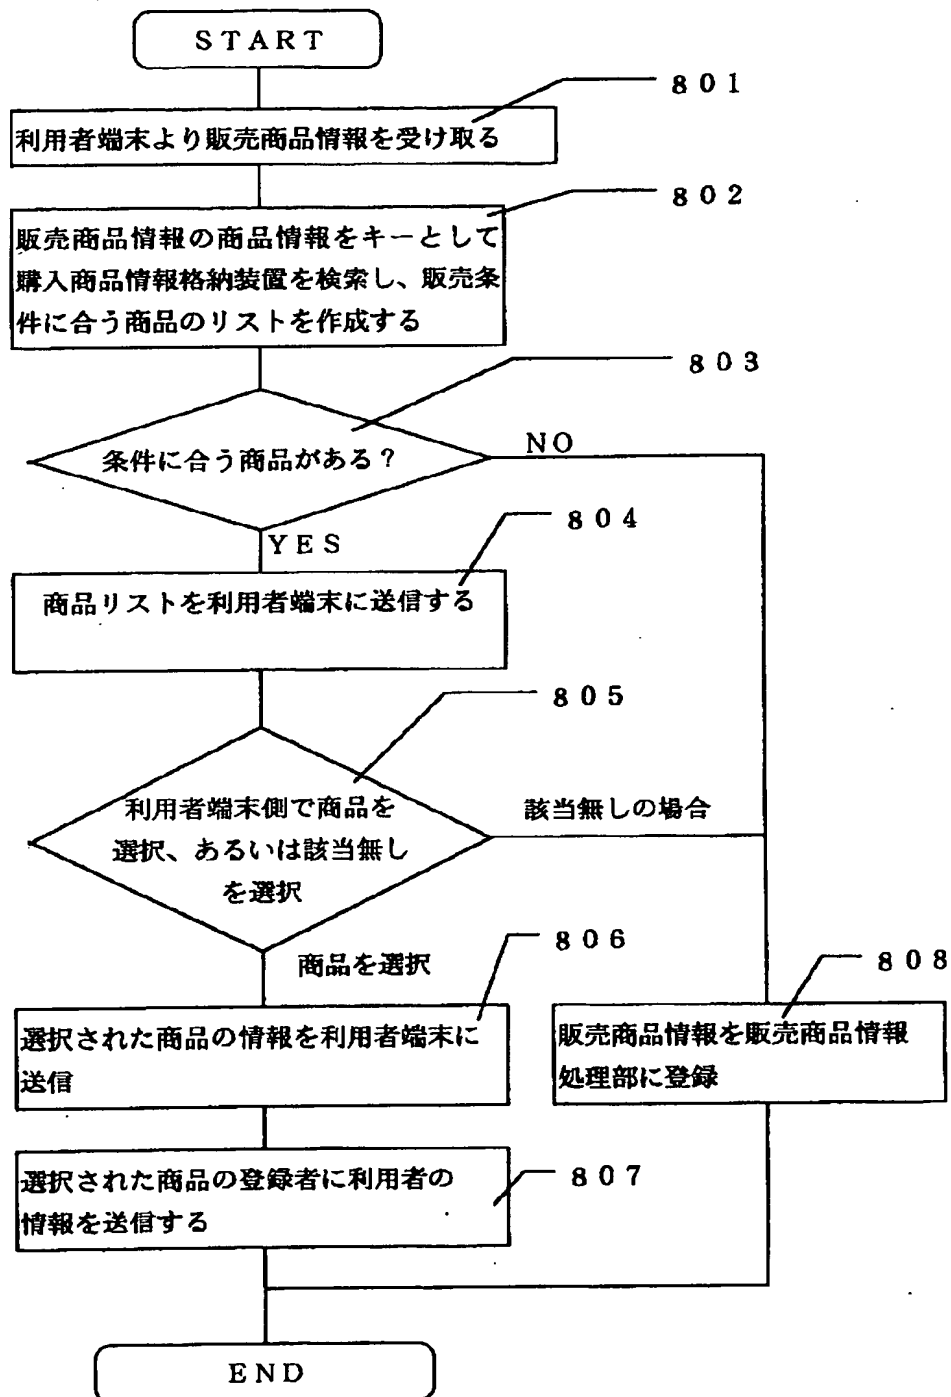 START
801
利用者端末より販売商品情報を受け取る
802
販売商品情報の商品情報をキーとして
購入商品情報格納装置を検索し、販売条
件に合う商品のリストを作成する
803
条件に合う商品がある？
NO
YES
804
商品リストを利用者端末に送信する
805
利用者端末側で商品を
選択、あるいは該当無し
を選択
該当無しの場合
商品を選択
806
選択された商品の情報を利用者端末に
送信
808
販売商品情報を販売商品情報
処理部に登録
807
選択された商品の登録者に利用者の
情報を送信する
END